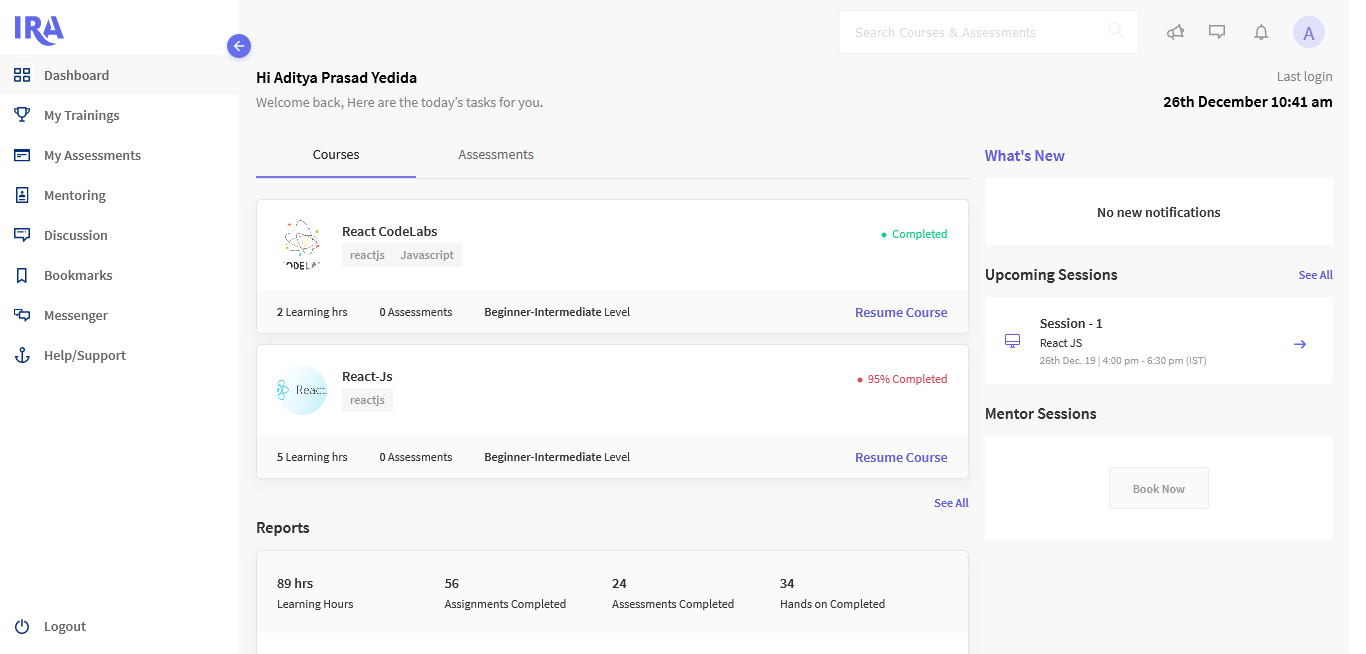 IRA
Dashboard
My Trainings
My Assessments
Mentoring
Discussion
Bookmarks
Messenger
Help/Support
Logout
Search Courses & Assessments
A
Hi Aditya Prasad Yedida
Welcome back, Here are the today's tasks for you.
Last login
26th December 10:41 am
Courses Assessments
React CodeLabs
reactjs Javascript
Completed
2 Learning hrs 0 Assessments Beginner-Intermediate Level Resume Course
React
React-Js
reactjs
95% Completed
5 Learning hrs 0 Assessments Beginner-Intermediate Level Resume Course
See All
Reports
89 hrs 56 24 34
Learning Hours Assignments Completed Assessments Completed Hands on Completed
What's New
No new notifications
Upcoming Sessions See All
Session - 1
React JS
26th Dec. 19 | 4:00 pm - 6:30 pm (IST)
Mentor Sessions
Book Now